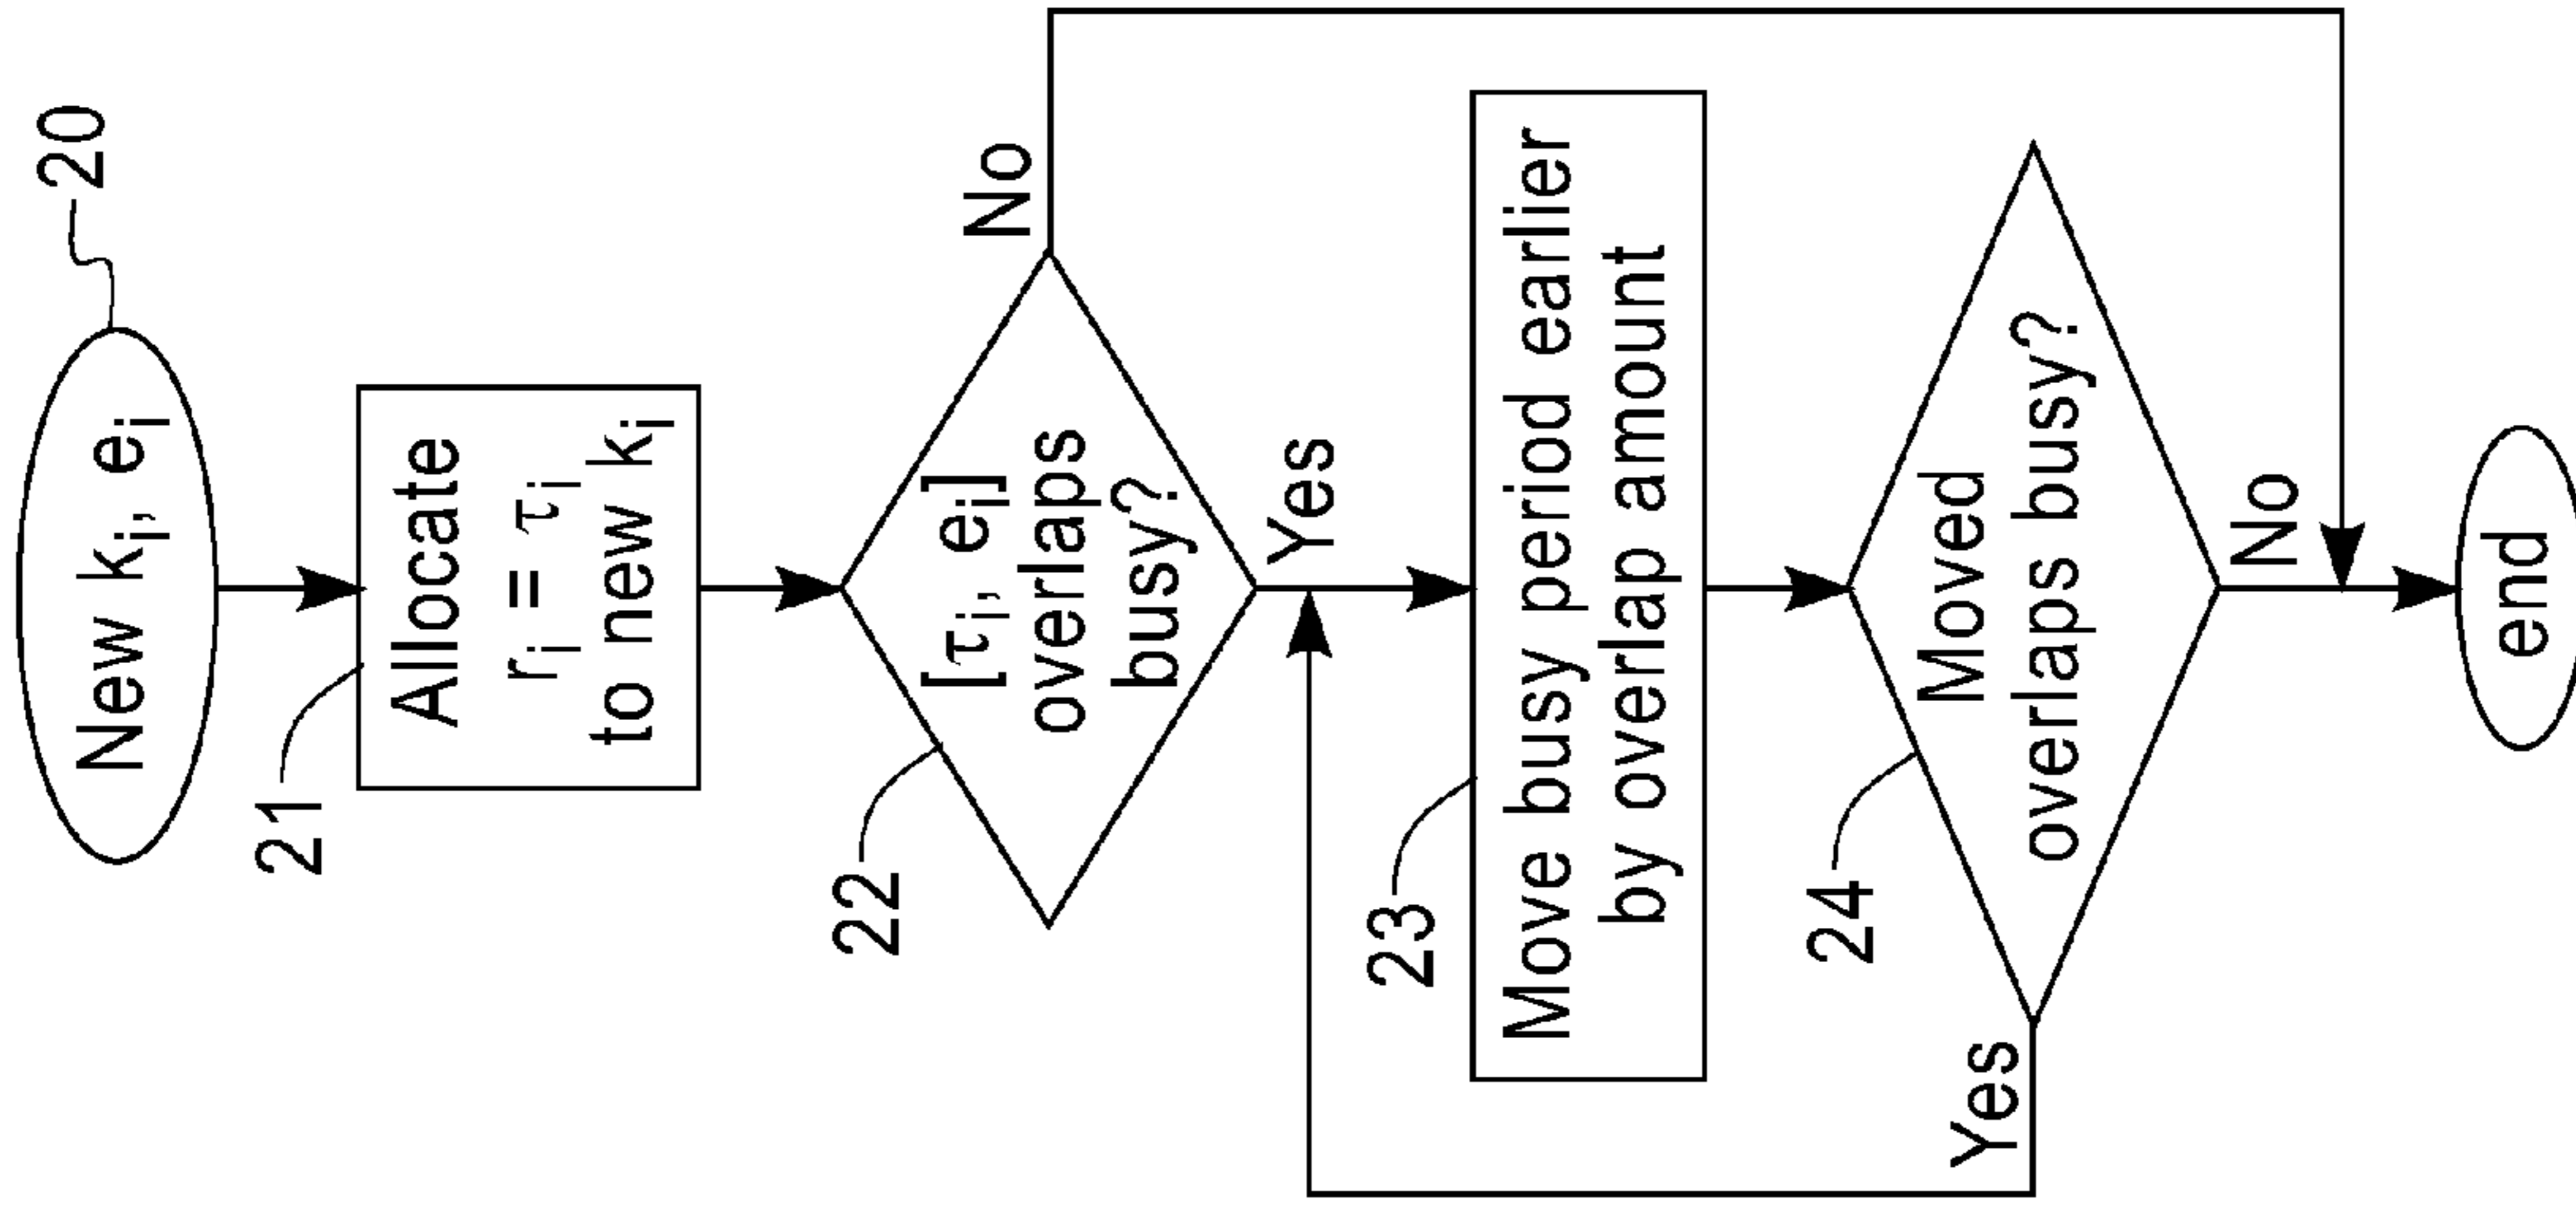 New kᵢ, eᵢ
20
21
Allocate
rᵢ = τᵢ
to new kᵢ
22
[τᵢ, eᵢ]
overlaps
busy?
No
Yes
23
Move busy period earlier
by overlap amount
24
Moved
overlaps busy?
Yes
No
end